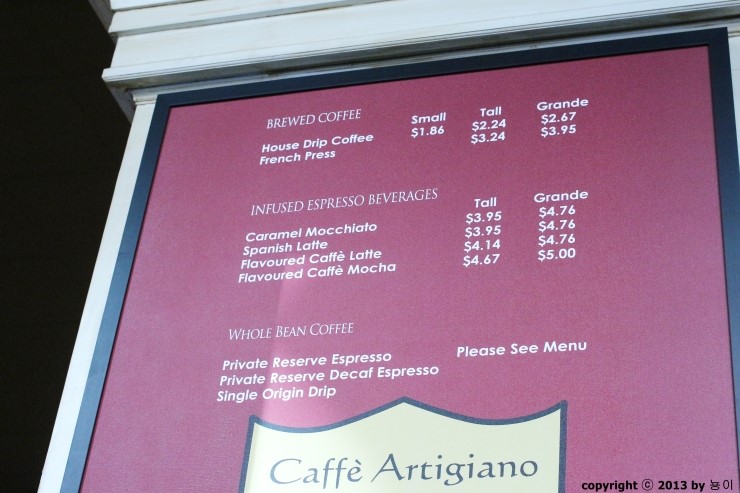 BREWED COFFEE Small Tall Grande
House Drip Coffee $1.86 $2.24 $2.67
French Press $3.24 $3.95
INFUSED ESPRESSO BEVERAGES Tall Grande
Caramel Mocchiato $3.95 $4.76
Spanish Latte $3.95 $4.76
Flavoured Caffè Latte $4.14 $4.76
Flavoured Caffè Mocha $4.67 $5.00
WHOLE BEAN COFFEE
Private Reserve Espresso Please See Menu
Private Reserve Decaf Espresso
Single Origin Drip
Caffè Artigiano
copyright ⓒ 2013 by 뇽이